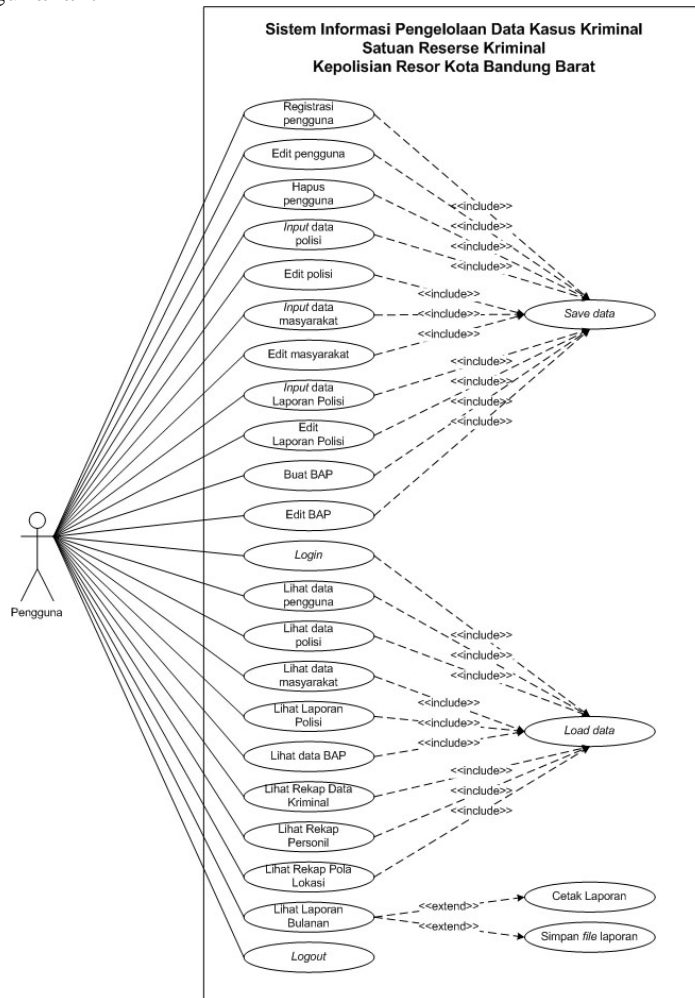 Sistem Informasi Pengelolaan Data Kasus Kriminal
Satuan Reserse Kriminal
Kepolisian Resor Kota Bandung Barat
Registrasi
pengguna
Edit pengguna
Hapus
pengguna
<<include>>
<<include>>
Input data
polisi
<<include>>
<<include>>
Edit polisi
<<include>>
Input data
masyarakat
<<include>>
Save data
<<include>>
Edit masyarakat
<<include>>
Input data
Laporan Polisi
<<include>>
<<include>>
Edit
Laporan Polisi
<<include>>
Buat BAP
Edit BAP
Pengguna
Login
Lihat data
pengguna
Lihat data
polisi
<<include>>
<<include>>
Lihat data
masyarakat
<<include>>
<<include>>
Lihat Laporan
Polisi
<<include>>
Load data
<<include>>
Lihat data BAP
<<include>>
Lihat Rekap Data
Kriminal
<<include>>
<<include>>
Lihat Rekap
Personil
Lihat Rekap Pola
Lokasi
Lihat Laporan
Bulanan
<<extend>>
Cetak Laporan
<<extend>>
Simpan file laporan
Logout